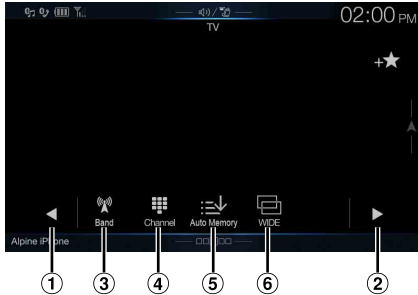 02:00 PM
TV
Band
Channel
Auto Memory
WIDE
Alpine iPhone
1
3
4
5
6
2